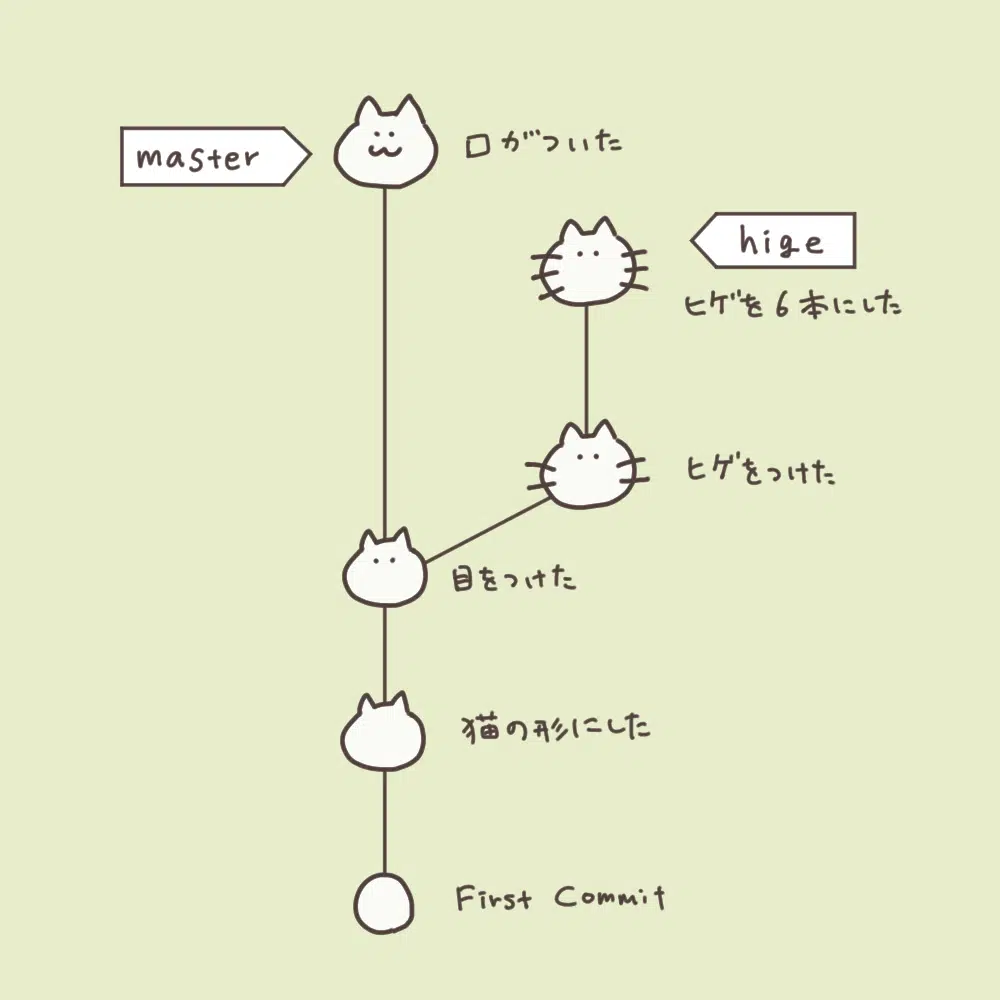 master
口がついた
hige
ヒゲを6本にした
ヒゲをつけた
目をつけた
猫の形にした
First Commit